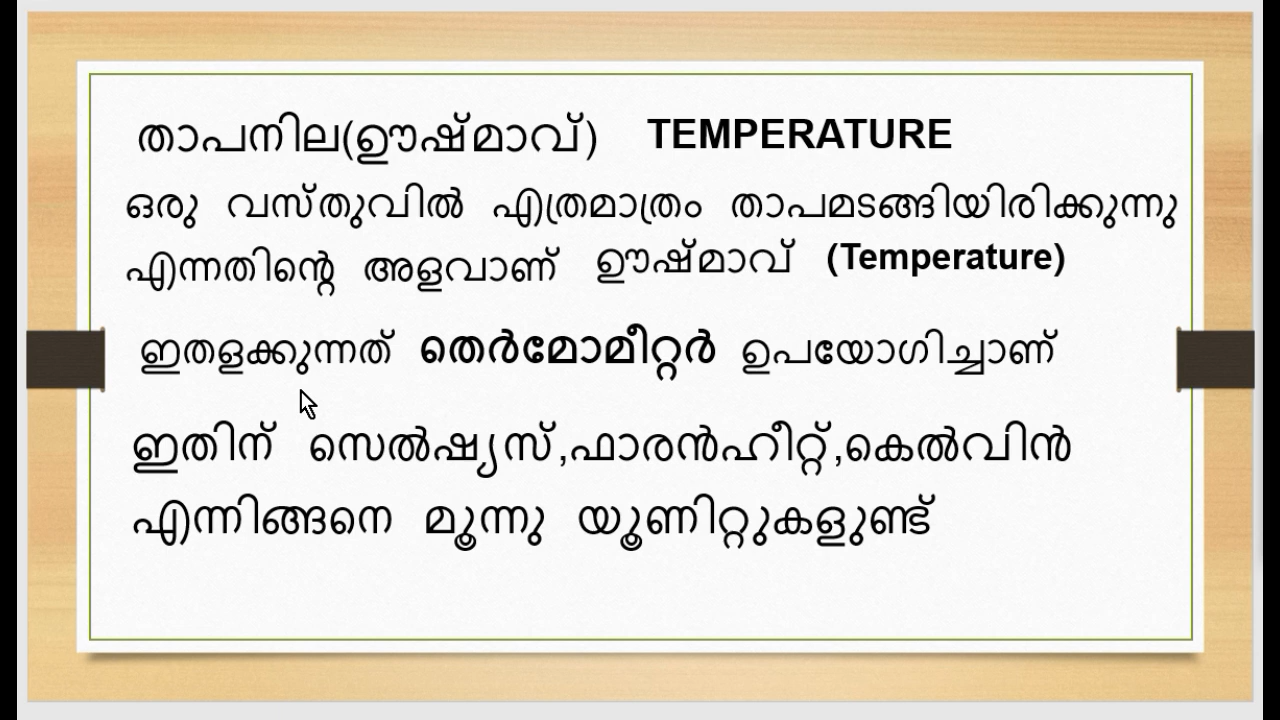 താപനില(ഊഷ്മാവ്) TEMPERATURE
ഒരു വസ്തുവിൽ എത്രമാത്രം താപമടങ്ങിയിരിക്കുന്നു
എന്നതിന്റെ അളവാണ് ഊഷ്മാവ് (Temperature)
ഇതളക്കുന്നത് തെർമോമീറ്റർ ഉപയോഗിച്ചാണ്
ഇതിന് സെൽഷ്യസ്,ഫാരൻഹീറ്റ്,കെൽവിൻ
എന്നിങ്ങനെ മൂന്നു യൂണിറ്റുകളുണ്ട്